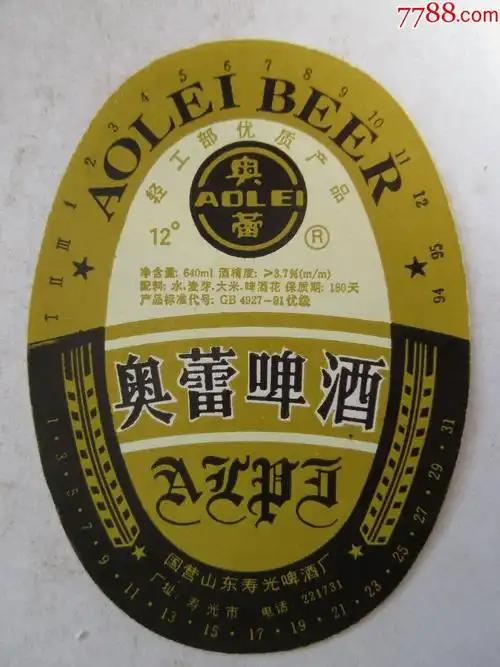 7788.com
I II III 1 2 3 4 5 6 7 8 9 10 11 12 95 94
AOLEI BEER
轻工部优质产品
奥
AOLEI
蕾
12° ®
净含量: 640ml 酒精度: ≥3.7%(m/m)
配料: 水.麦芽.大米.啤酒花 保质期: 180天
产品标准代号: GB 4927-91优级
奥蕾啤酒
ALPI
国营山东寿光啤酒厂
厂址: 寿光市 电话 221731
1·3·5·7·9·11·13·15·17·19·21·23·25·27·29·31